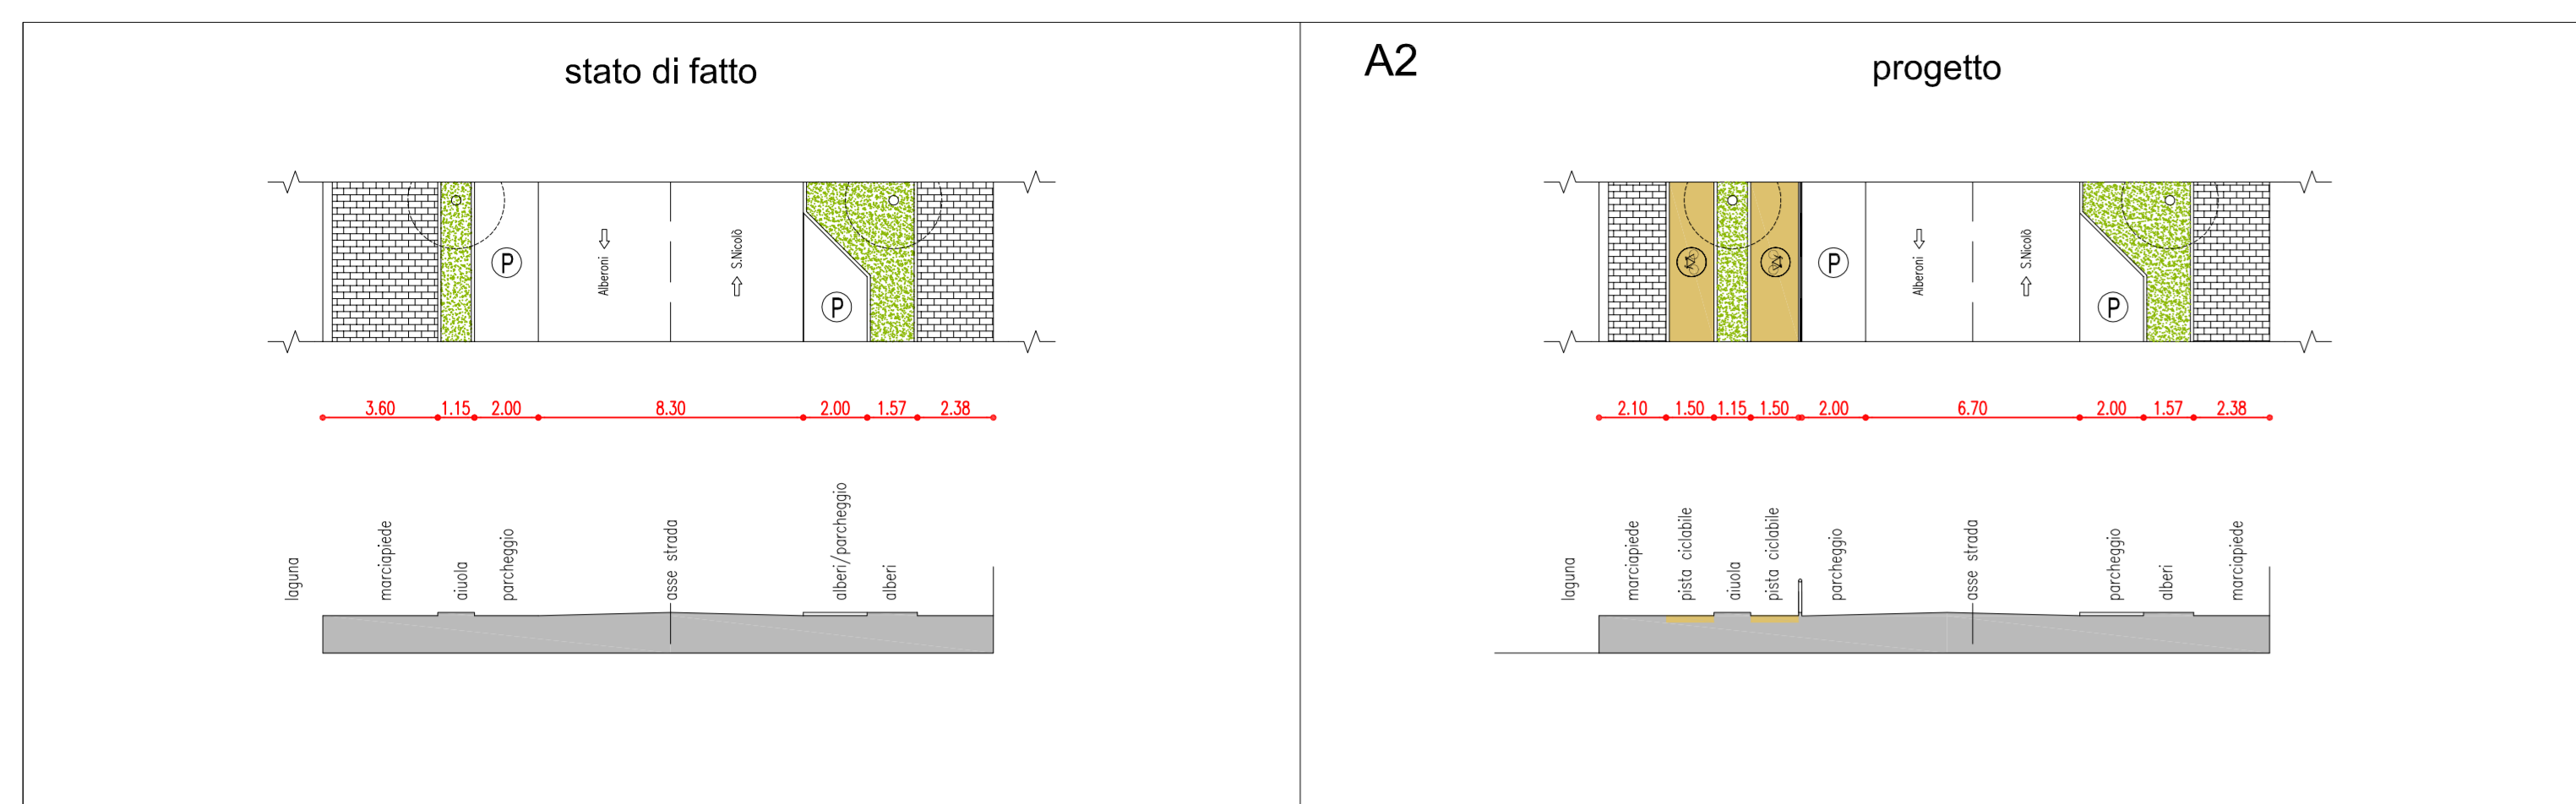 stato di fatto
P
Alberoni
S.Nicolò
P
3.60 1.15 2.00 8.30 2.00 1.57 2.38
laguna
marciapiede
aiuola
parcheggio
asse strada
alberi/parcheggio
alberi
A2
progetto
P
Alberoni
S.Nicolò
P
2.10 1.50 1.15 1.50 2.00 6.70 2.00 1.57 2.38
laguna
marciapiede
pista ciclabile
aiuola
pista ciclabile
parcheggio
asse strada
parcheggio
alberi
marciapiede